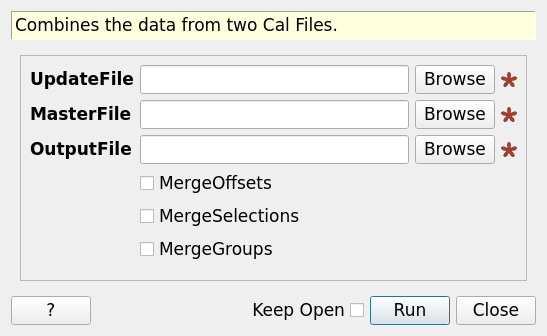 Combines the data from two Cal Files.
UpdateFile Browse *
MasterFile Browse *
OutputFile Browse *
MergeOffsets
MergeSelections
MergeGroups
? Keep Open Run Close